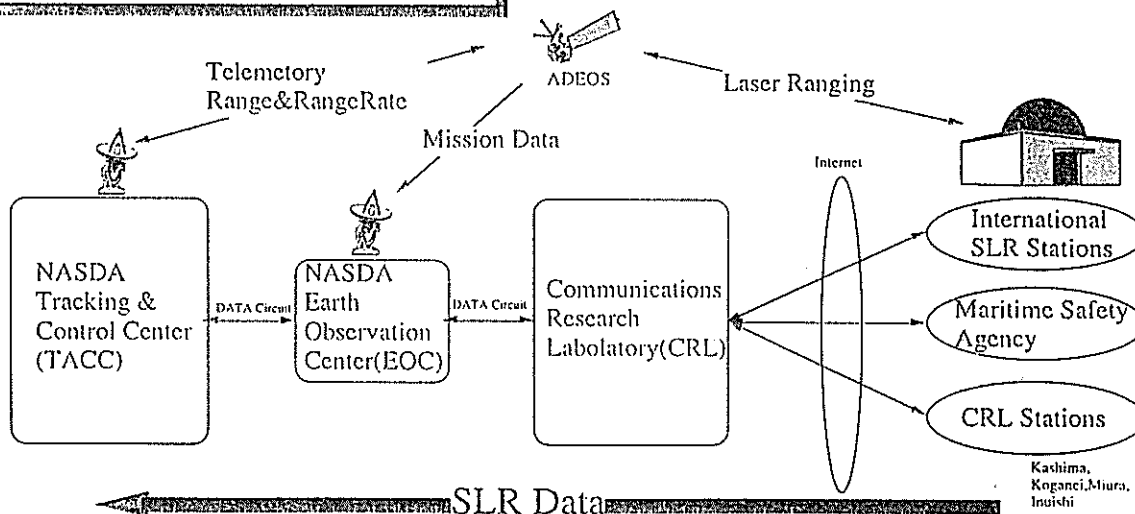 Telemetory
Range&RangeRate
ADEOS
Laser Ranging
Mission Data
Internet
NASDA
Tracking &
Control Center
(TACC)
DATA Circuit
NASDA
Earth
Observation
Center(EOC)
DATA Circuit
Communications
Research
Labolatory(CRL)
International
SLR Stations
Maritime Safety
Agency
CRL Stations
Kashima,
Koganei,Miura,
Inuishi
SLR Data